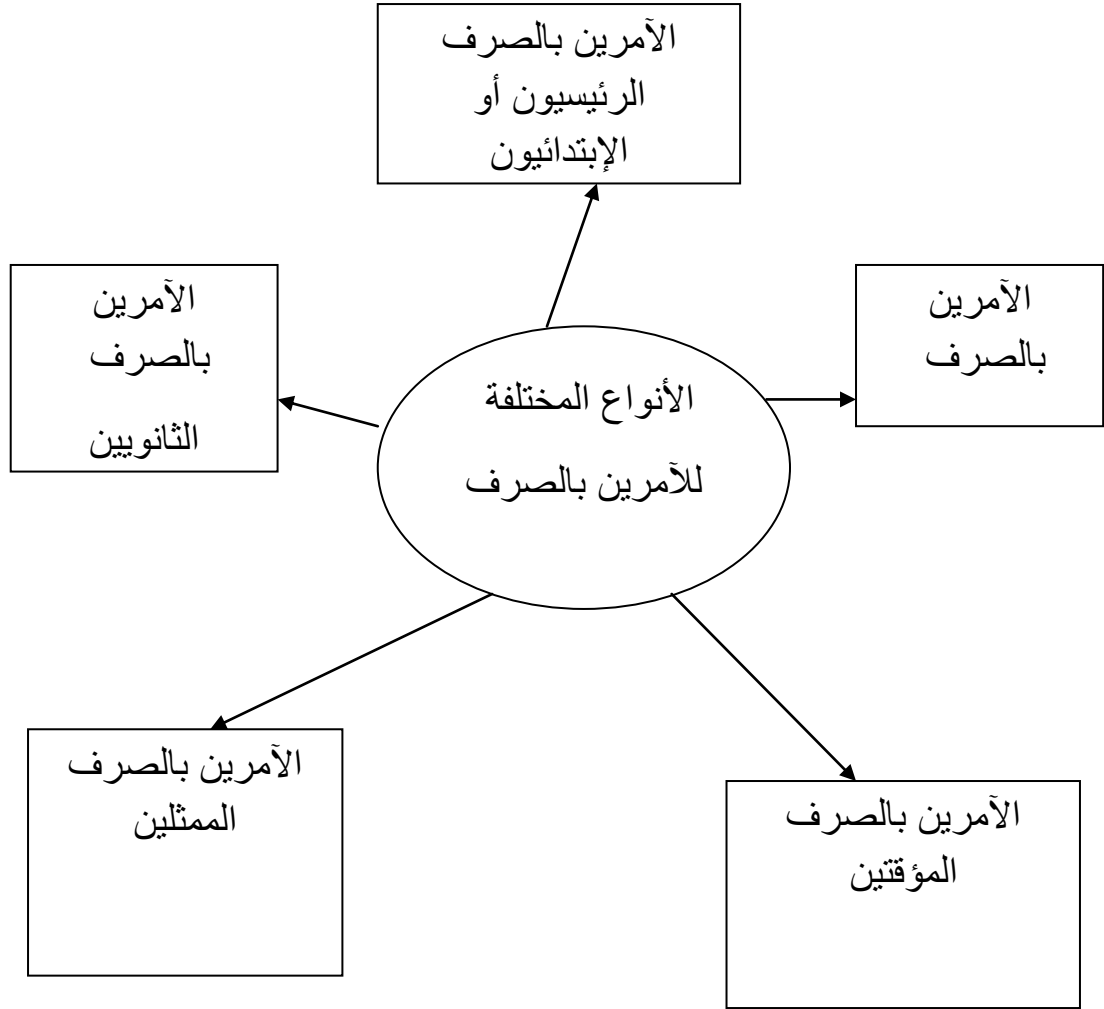 الآمرين بالصرف
الرئيسيون أو
الإبتدائيون
الآمرين
بالصرف
الآمرين
بالصرف
الثانويين
الأنواع المختلفة
للآمرين بالصرف
الآمرين بالصرف
المؤقتين
الآمرين بالصرف
الممثلين